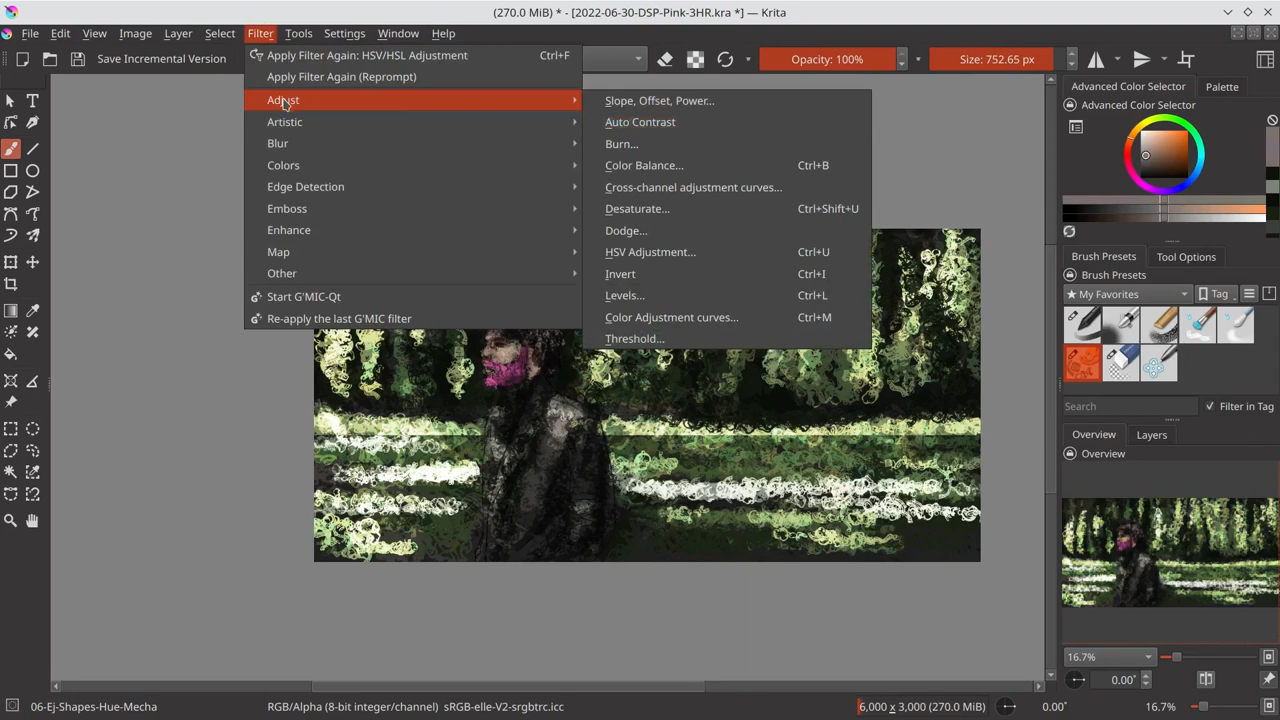 (270.0 MiB) * - [2022-06-30-DSP-Pink-3HR.kra *] — Krita
File Edit View Image Layer Select Filter Tools Settings Window Help
Save Incremental Version
Opacity: 100%
Size: 752.65 px
Apply Filter Again: HSV/HSL Adjustment Ctrl+F
Apply Filter Again (Reprompt)
Adjust
Artistic
Blur
Colors
Edge Detection
Emboss
Enhance
Map
Other
Start G'MIC-Qt
Re-apply the last G'MIC filter
Slope, Offset, Power...
Auto Contrast
Burn...
Color Balance... Ctrl+B
Cross-channel adjustment curves...
Desaturate... Ctrl+Shift+U
Dodge...
HSV Adjustment... Ctrl+U
Invert Ctrl+I
Levels... Ctrl+L
Color Adjustment curves... Ctrl+M
Threshold...
Advanced Color Selector Palette
Advanced Color Selector
Brush Presets Tool Options
Brush Presets
★ My Favorites Tag
Search Filter in Tag
Overview Layers
Overview
16.7%
0.00°
06-Ej-Shapes-Hue-Mecha
RGB/Alpha (8-bit integer/channel) sRGB-elle-V2-srgbtrc.icc
6,000 x 3,000 (270.0 MiB)
0.00°
16.7%